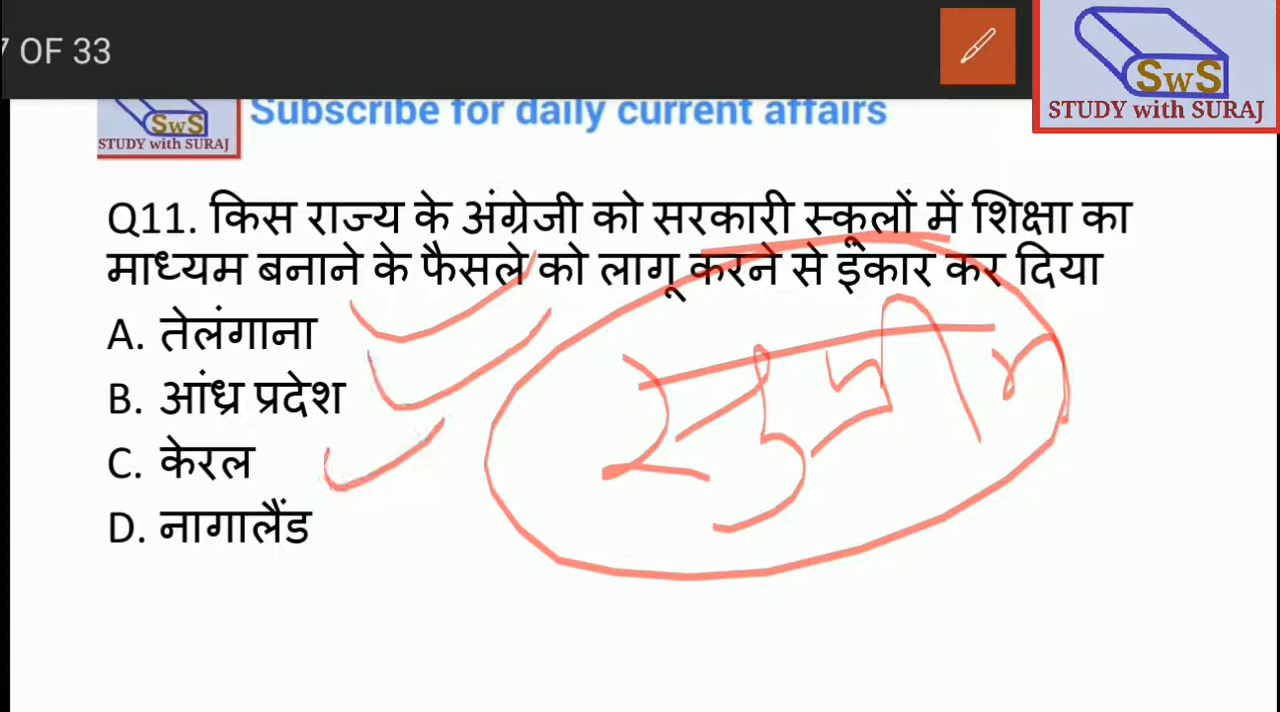 7 OF 33
SwS
STUDY with SURAJ
SwS
STUDY with SURAJ
Subscribe for daily current affairs
Q11. किस राज्य के अंग्रेजी को सरकारी स्कूलों में शिक्षा का
माध्यम बनाने के फैसले को लागू करने से इंकार कर दिया
A. तेलंगाना
B. आंध्र प्रदेश
C. केरल
D. नागालैंड